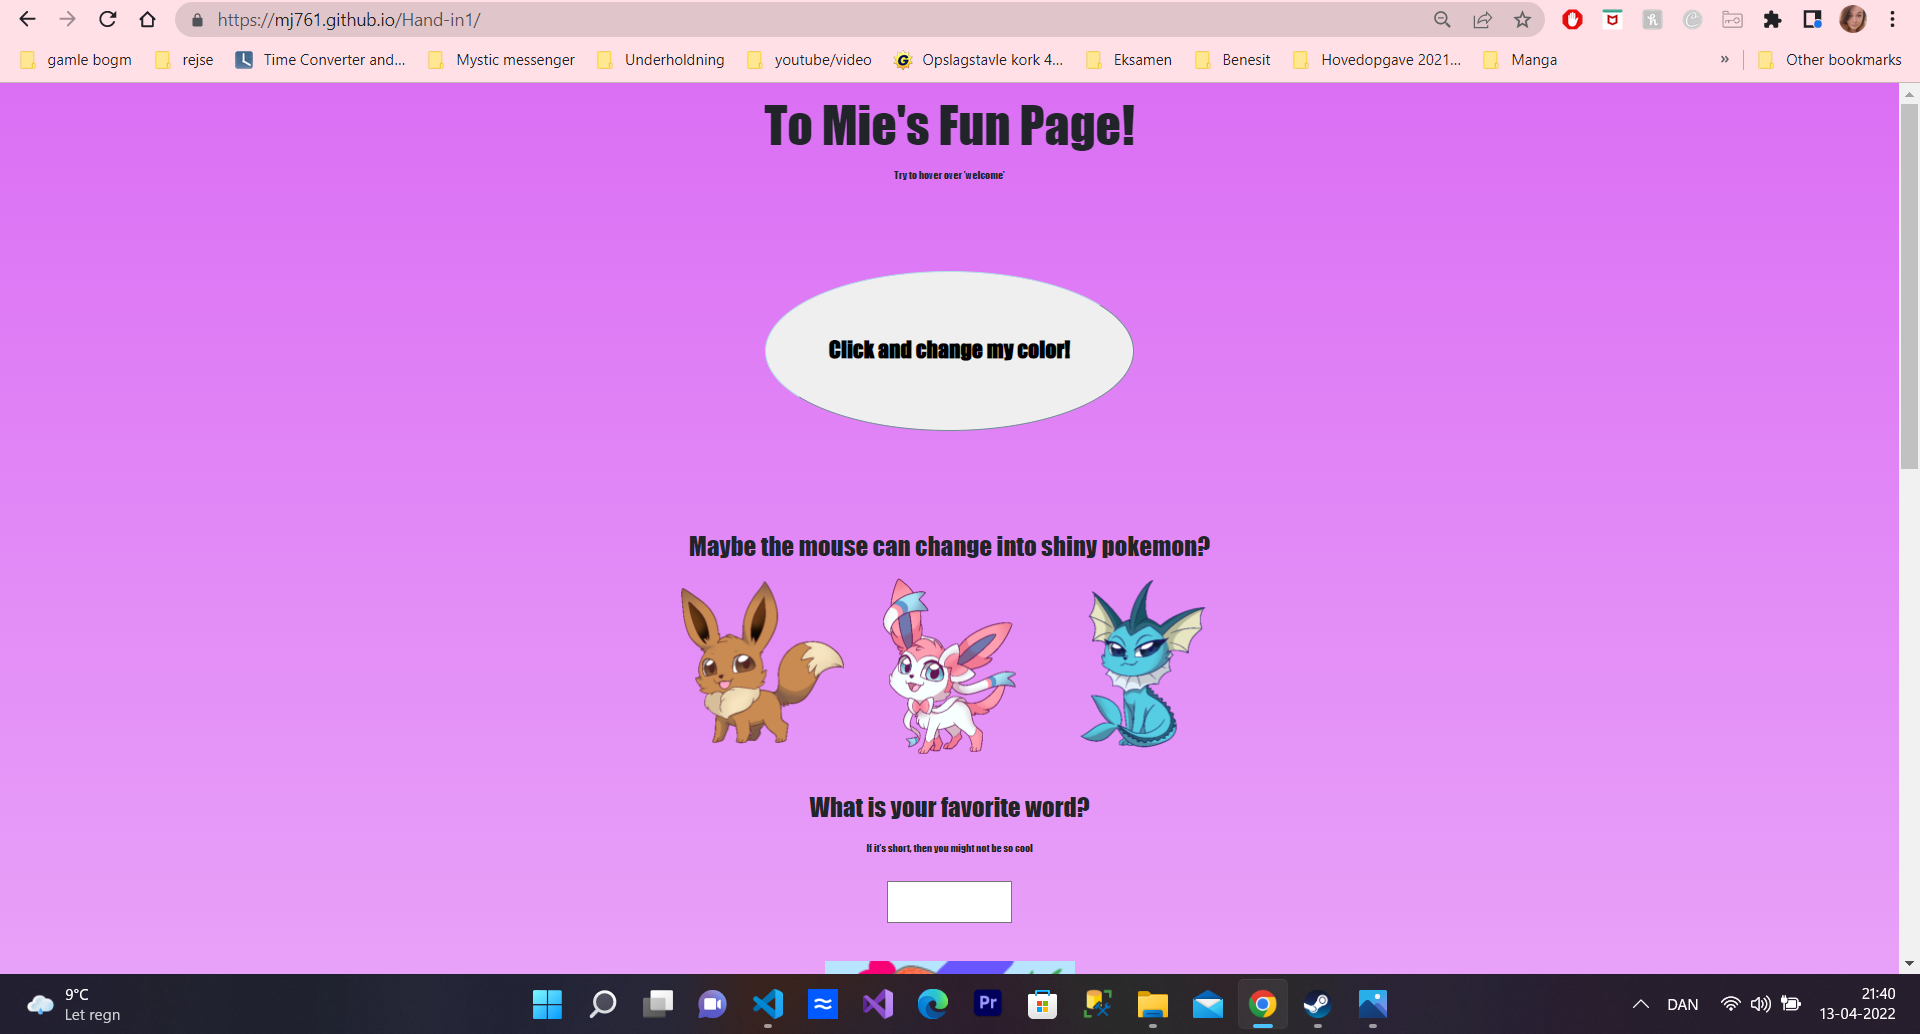 https://mj761.github.io/Hand-in1/
gamle bogm rejse Time Converter and... Mystic messenger Underholdning youtube/video Opslagstavle kork 4... Eksamen Benesit Hovedopgave 2021... Manga » Other bookmarks
To Mie's Fun Page!
Try to hover over 'welcome'
Click and change my color!
Maybe the mouse can change into shiny pokemon?
What is your favorite word?
If it's short, then you might not be so cool
9°C
Let regn
Pr
DAN
21:40
13-04-2022